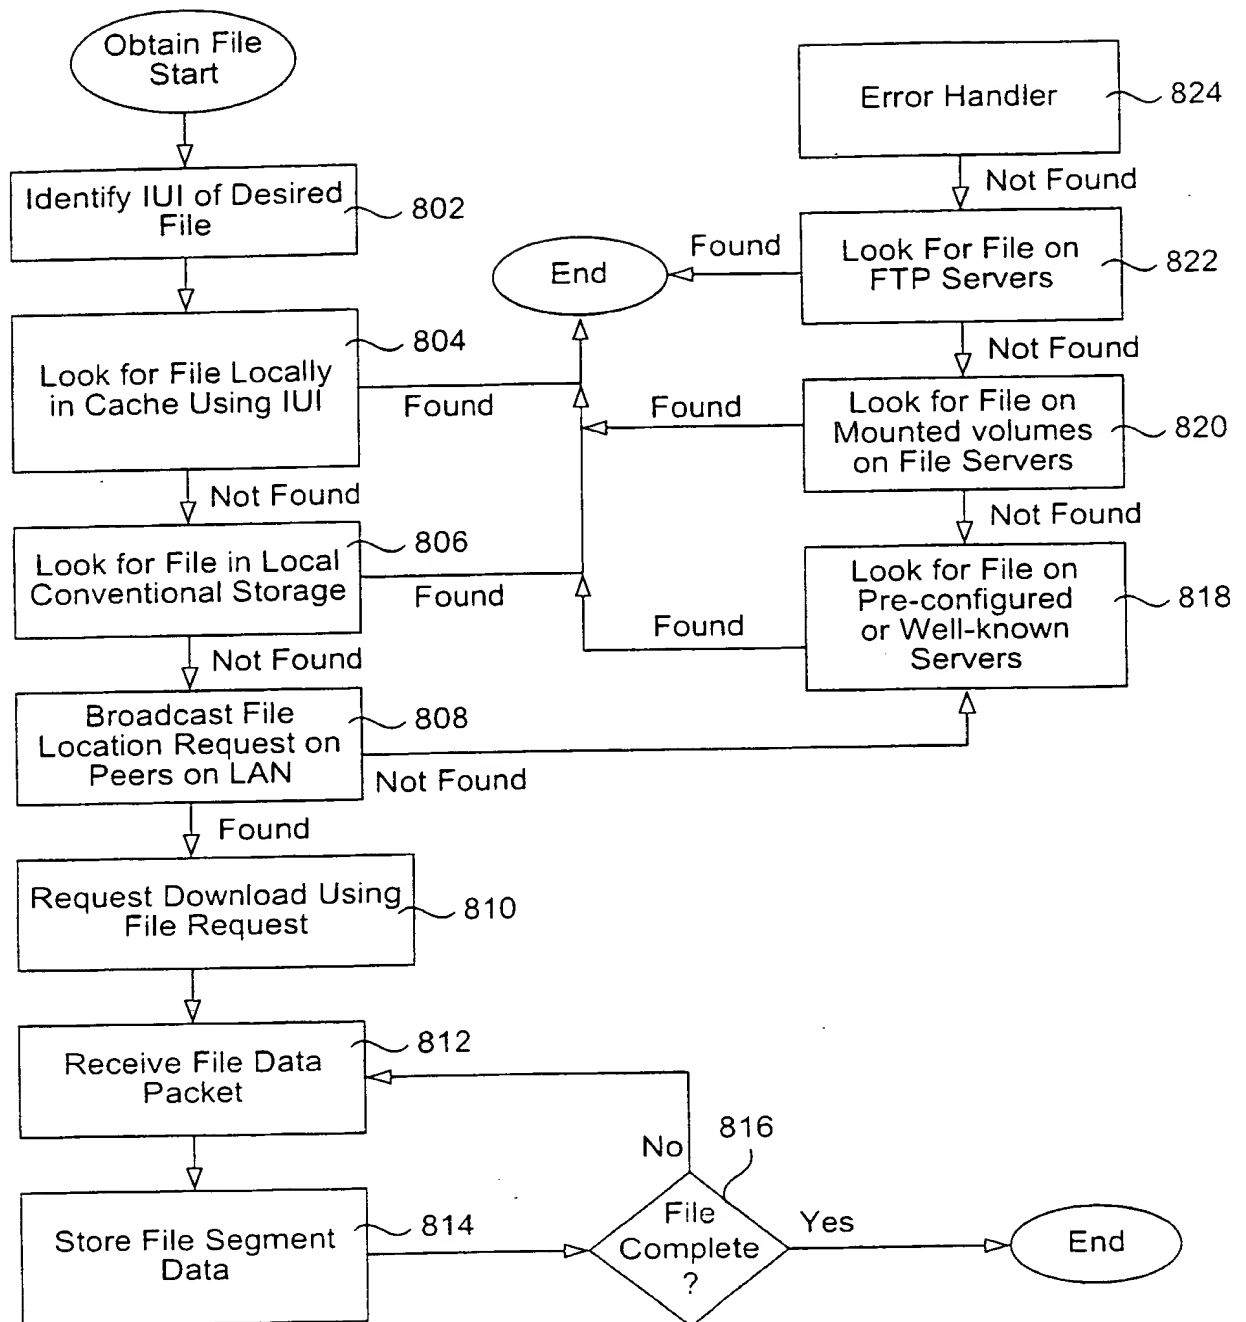 Obtain File
Start
Identify IUI of Desired
File
802
Look for File Locally
in Cache Using IUI
804
Found
Not Found
Look for File in Local
Conventional Storage
806
Found
Not Found
Broadcast File
Location Request on
Peers on LAN
808
Not Found
Found
Request Download Using
File Request
810
Receive File Data
Packet
812
Store File Segment
Data
814
File
Complete
?
816
No
Yes
End
Error Handler
824
Not Found
Look For File on
FTP Servers
822
Found
End
Not Found
Look for File on
Mounted volumes
on File Servers
820
Found
Not Found
Look for File on
Pre-configured
or Well-known
Servers
818
Found